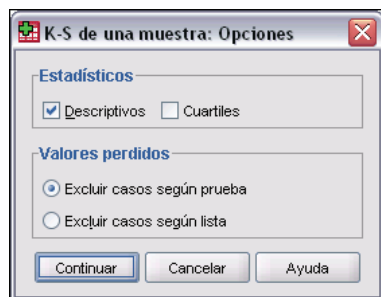 K-S de una muestra: Opciones
Estadísticos
Descriptivos Cuartiles
Valores perdidos
Excluir casos según prueba
Excluir casos según lista
Continuar Cancelar Ayuda